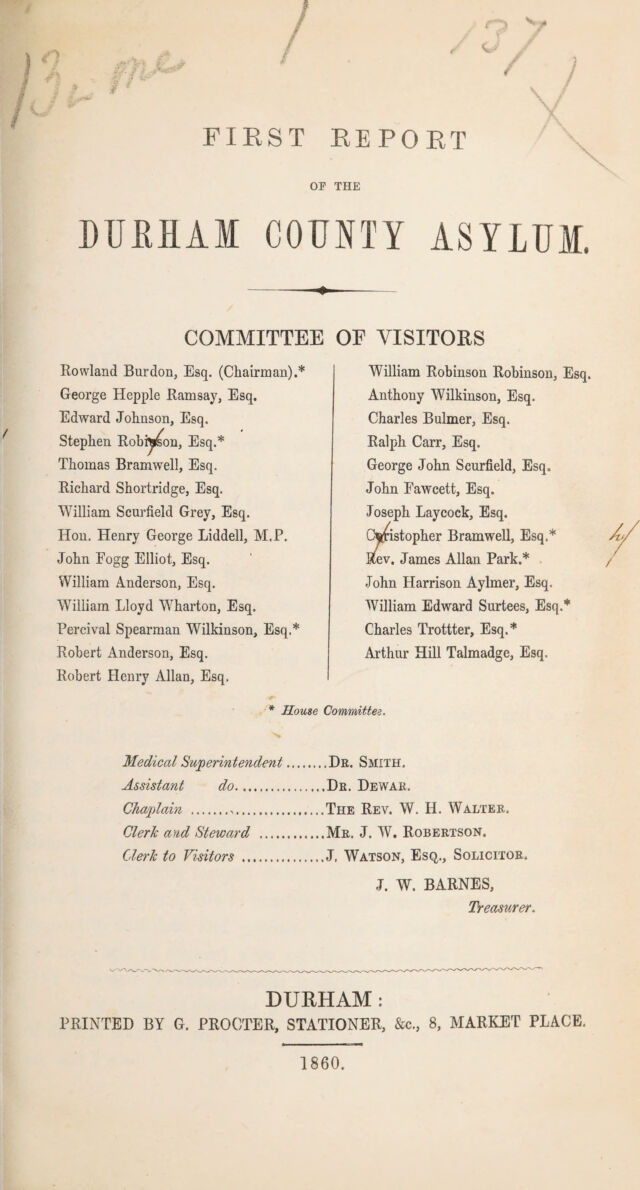 137
FIRST REPORT
OF THE
DURHAM COUNTY ASYLUM.
COMMITTEE OF VISITORS
Rowland Burdon, Esq. (Chairman).*
George Hepple Ramsay, Esq.
Edward Johnson, Esq.
Stephen Robinson, Esq.*
Thomas Bramwell, Esq.
Richard Shortridge, Esq.
William Scurfield Grey, Esq.
Hon. Henry George Liddell, M.P.
John Fogg Elliot, Esq.
William Anderson, Esq.
William Lloyd Wharton, Esq.
Percival Spearman Wilkinson, Esq.*
Robert Anderson, Esq.
Robert Henry Allan, Esq.
William Robinson Robinson, Esq.
Anthony Wilkinson, Esq.
Charles Bulmer, Esq.
Ralph Carr, Esq.
George John Scurfield, Esq.
John Fawcett, Esq.
Joseph Laycock, Esq.
Christopher Bramwell, Esq.*
Rev. James Allan Park.*
John Harrison Aylmer, Esq.
William Edward Surtees, Esq.*
Charles Trottter, Esq.*
Arthur Hill Talmadge, Esq.
* House Committee.
Medical Superintendent ........DR. SMITH.
Assistant do................DR. DEWAR.
Chaplain ........................THE REV. W. H. WALTER.
Clerk and Steward ............MR. J. W. ROBERTSON.
Clerk to Visitors ...............J. WATSON, ESQ., SOLICITOR.
J. W. BARNES,
Treasurer.
DURHAM:
PRINTED BY G. PROCTER, STATIONER, &c., 8, MARKET PLACE.
1860.